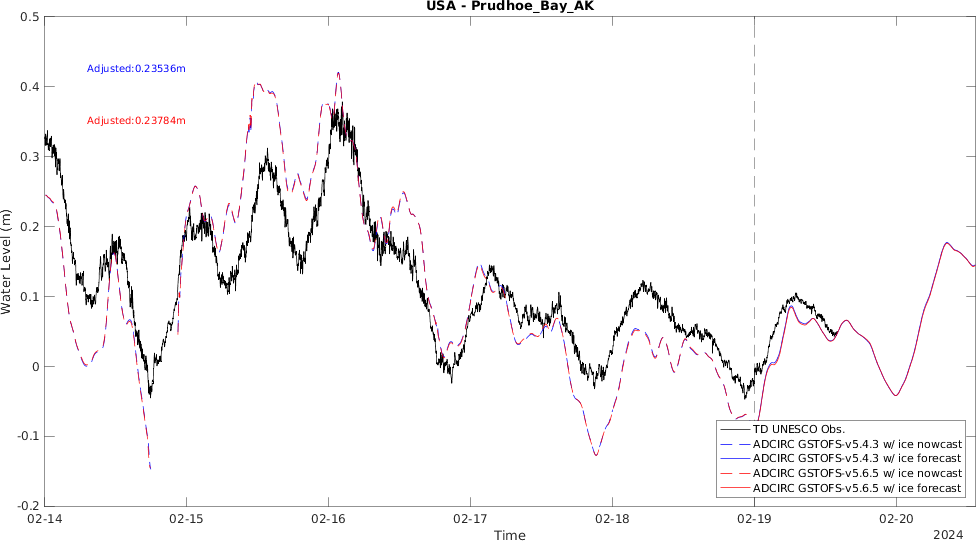 USA - Prudhoe_Bay_AK
0.5
0.4
0.3
0.2
0.1
0
-0.1
-0.2
Water Level (m)
Adjusted:0.23536m
Adjusted:0.23784m
TD UNESCO Obs.
ADCIRC GSTOFS-v5.4.3 w/ ice nowcast
ADCIRC GSTOFS-v5.4.3 w/ ice forecast
ADCIRC GSTOFS-v5.6.5 w/ ice nowcast
ADCIRC GSTOFS-v5.6.5 w/ ice forecast
02-14 02-15 02-16 02-17 02-18 02-19 02-20
Time
2024